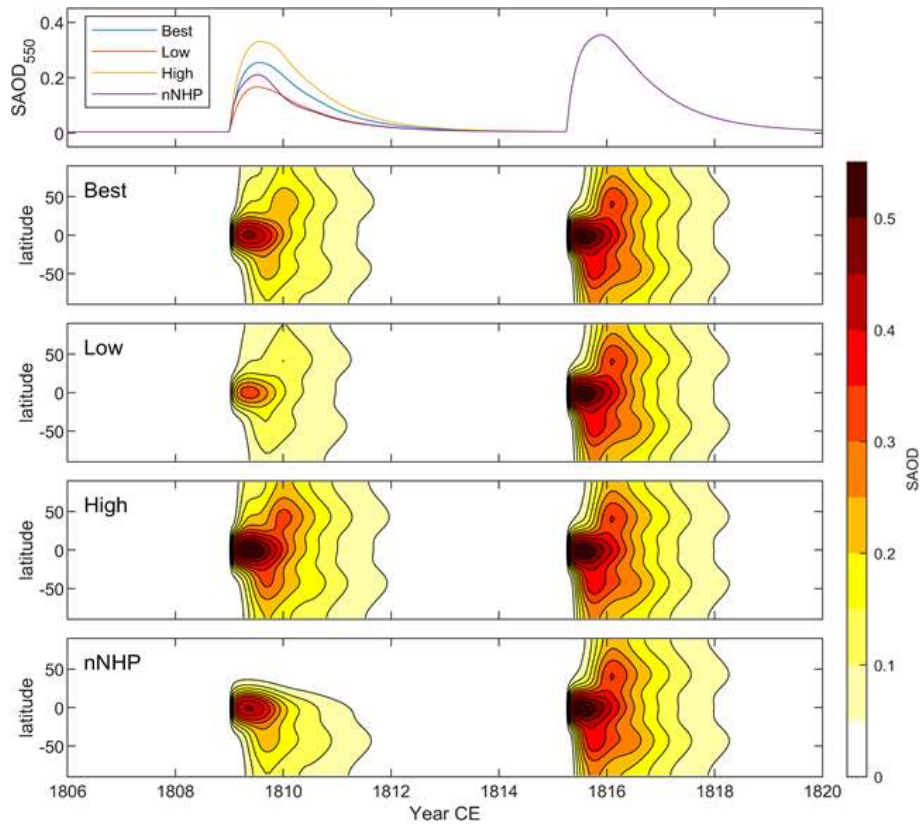 0.4
0.2
0
SAOD550
Best
Low
High
nNHP
Best
50
0
-50
latitude
Low
50
0
-50
latitude
High
50
0
-50
latitude
nNHP
50
0
-50
latitude
1806
1808
1810
1812
1814
1816
1818
1820
Year CE
0.5
0.4
0.3
0.2
0.1
0
SAOD